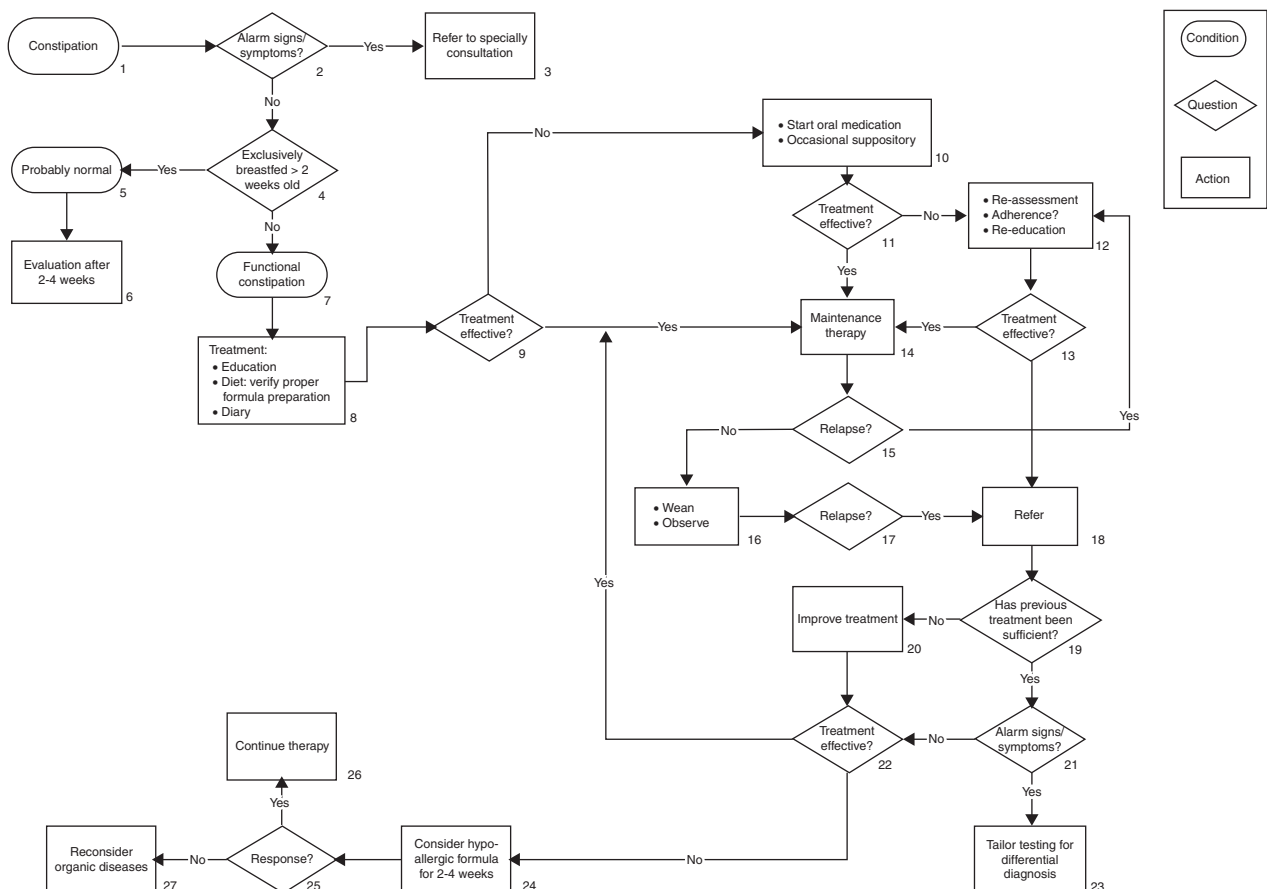 Constipation
1
Alarm signs/
symptoms?
2
Yes
Refer to specially
consultation
3
No
Exclusively
breastfed > 2
weeks old
4
Yes
Probably normal
5
Evaluation after
2-4 weeks
6
No
Functional
constipation
7
Treatment:
• Education
• Diet: verify proper
formula preparation
• Diary
8
Treatment
effective?
9
No
Yes
• Start oral medication
• Occasional suppository
10
Treatment
effective?
11
No
Yes
• Re-assessment
• Adherence?
• Re-education
12
Treatment
effective?
13
Yes
Maintenance
therapy
14
Relapse?
15
Yes
No
• Wean
• Observe
16
Relapse?
17
Yes
Refer
18
Has previous
treatment been
sufficient?
19
No
Improve treatment
20
Yes
Alarm signs/
symptoms?
21
No
Treatment
effective?
22
Yes
Yes
Tailor testing for
differential
diagnosis
23
No
Consider hypo-
allergic formula
for 2-4 weeks
24
Response?
25
Yes
Continue therapy
26
No
Reconsider
organic diseases
27
Condition
Question
Action